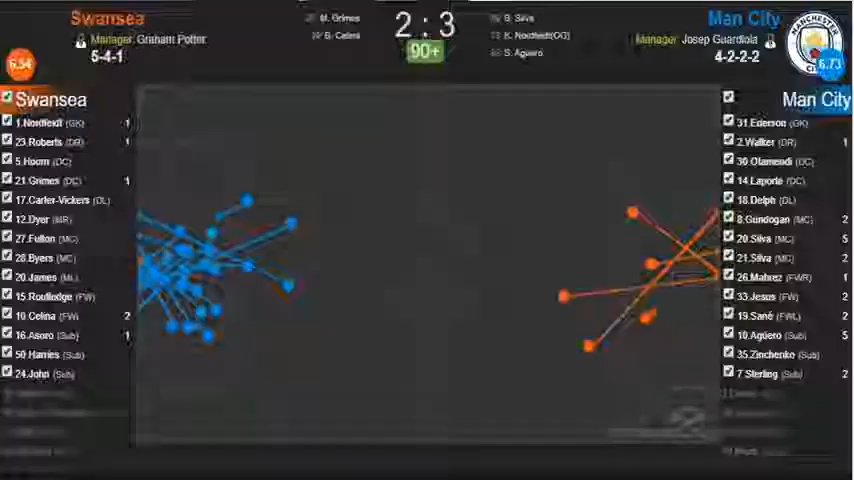 Swansea
Manager: Graham Potter
5-4-1
6.54
M. Grimes
B. Celina
2 : 3
90+
B. Silva
K. Nordfeldt(OG)
S. Aguero
Man City
Manager: Josep Guardiola
4-2-2-2
6.73
MANCHESTER
Swansea
1.Nordfeldt (GK) 1
23.Roberts (DR) 1
5.Hoorn (DC)
21.Grimes (DC) 1
17.Carter-Vickers (DL)
12.Dyer (MR)
27.Fulton (MC)
28.Byers (MC)
20.James (ML)
15.Routledge (FW)
10.Celina (FW) 2
16.Asoro (Sub) 1
50.Harries (Sub)
24.John (Sub)
Man City
31.Ederson (GK)
2.Walker (DR) 1
30.Otamendi (DC)
14.Laporte (DC)
18.Delph (DL)
8.Gundogan (MC) 2
20.Silva (MC) 5
21.Silva (MC) 2
26.Mahrez (FWR) 1
33.Jesus (FW) 2
19.Sané (FWL) 2
10.Agüero (Sub) 5
35.Zinchenko (Sub)
7.Sterling (Sub) 2